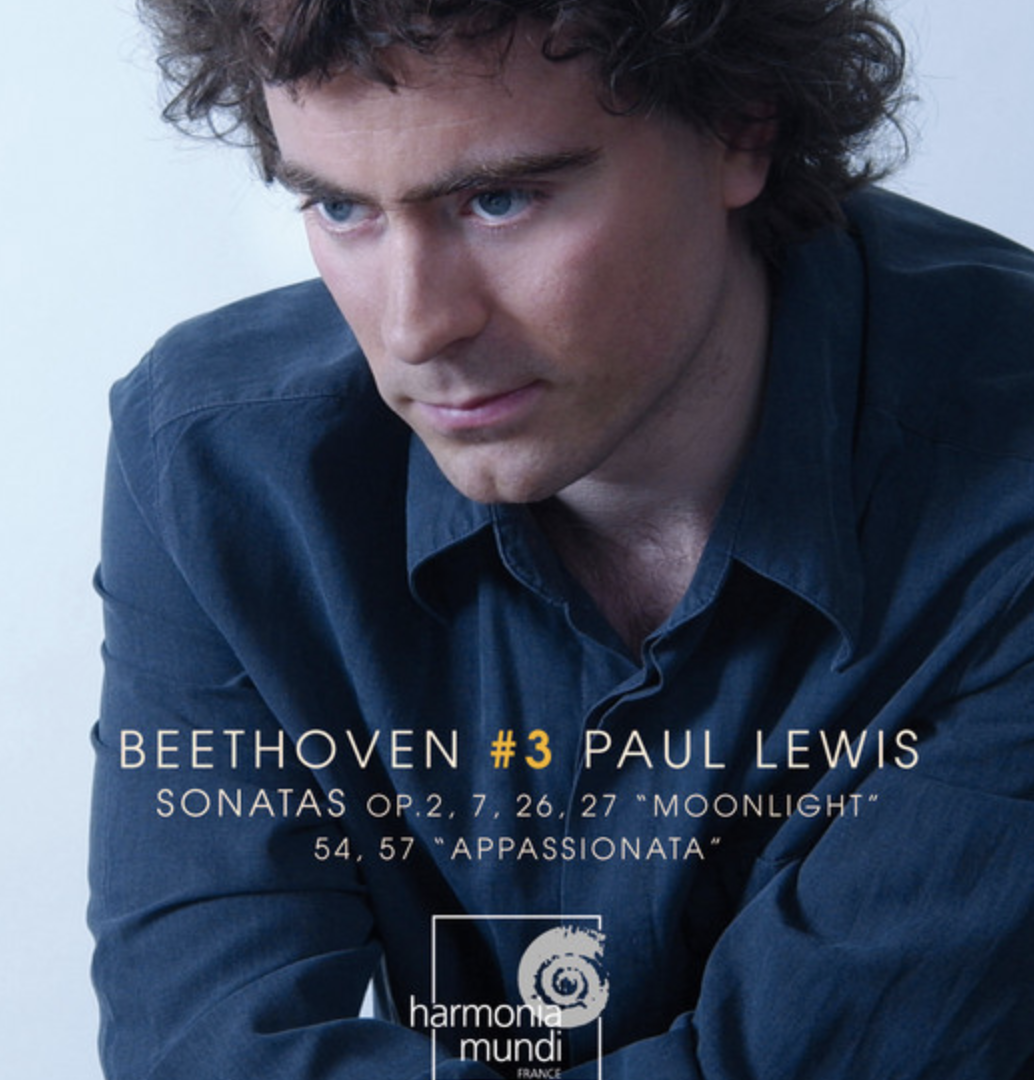 BEETHOVEN #3 PAUL LEWIS
SONATAS OP.2, 7, 26, 27 “MOONLIGHT”
54, 57 “APPASSIONATA”
harmonia
mundi
FRANCE